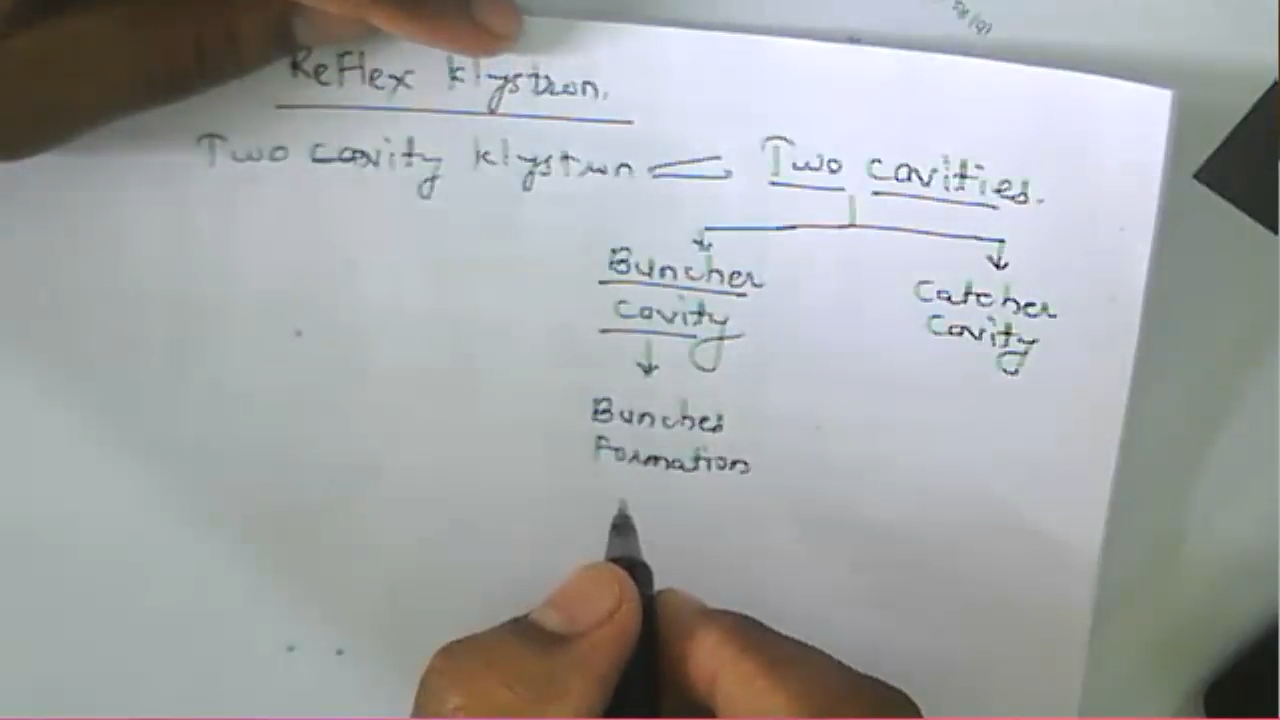 Reflex klystron.
Two cavity klystron Two cavities.
Buncher
cavity
Catcher
cavity
Bunches
Formation